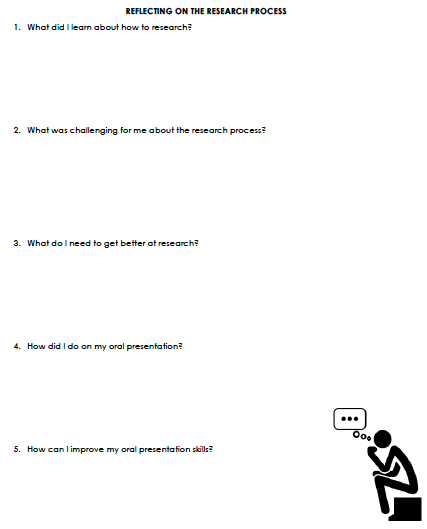 REFLECTING ON THE RESEARCH PROCESS
1. What did I learn about how to research?
2. What was challenging for me about the research process?
3. What do I need to get better at research?
4. How did I do on my oral presentation?
5. How can I improve my oral presentation skills?